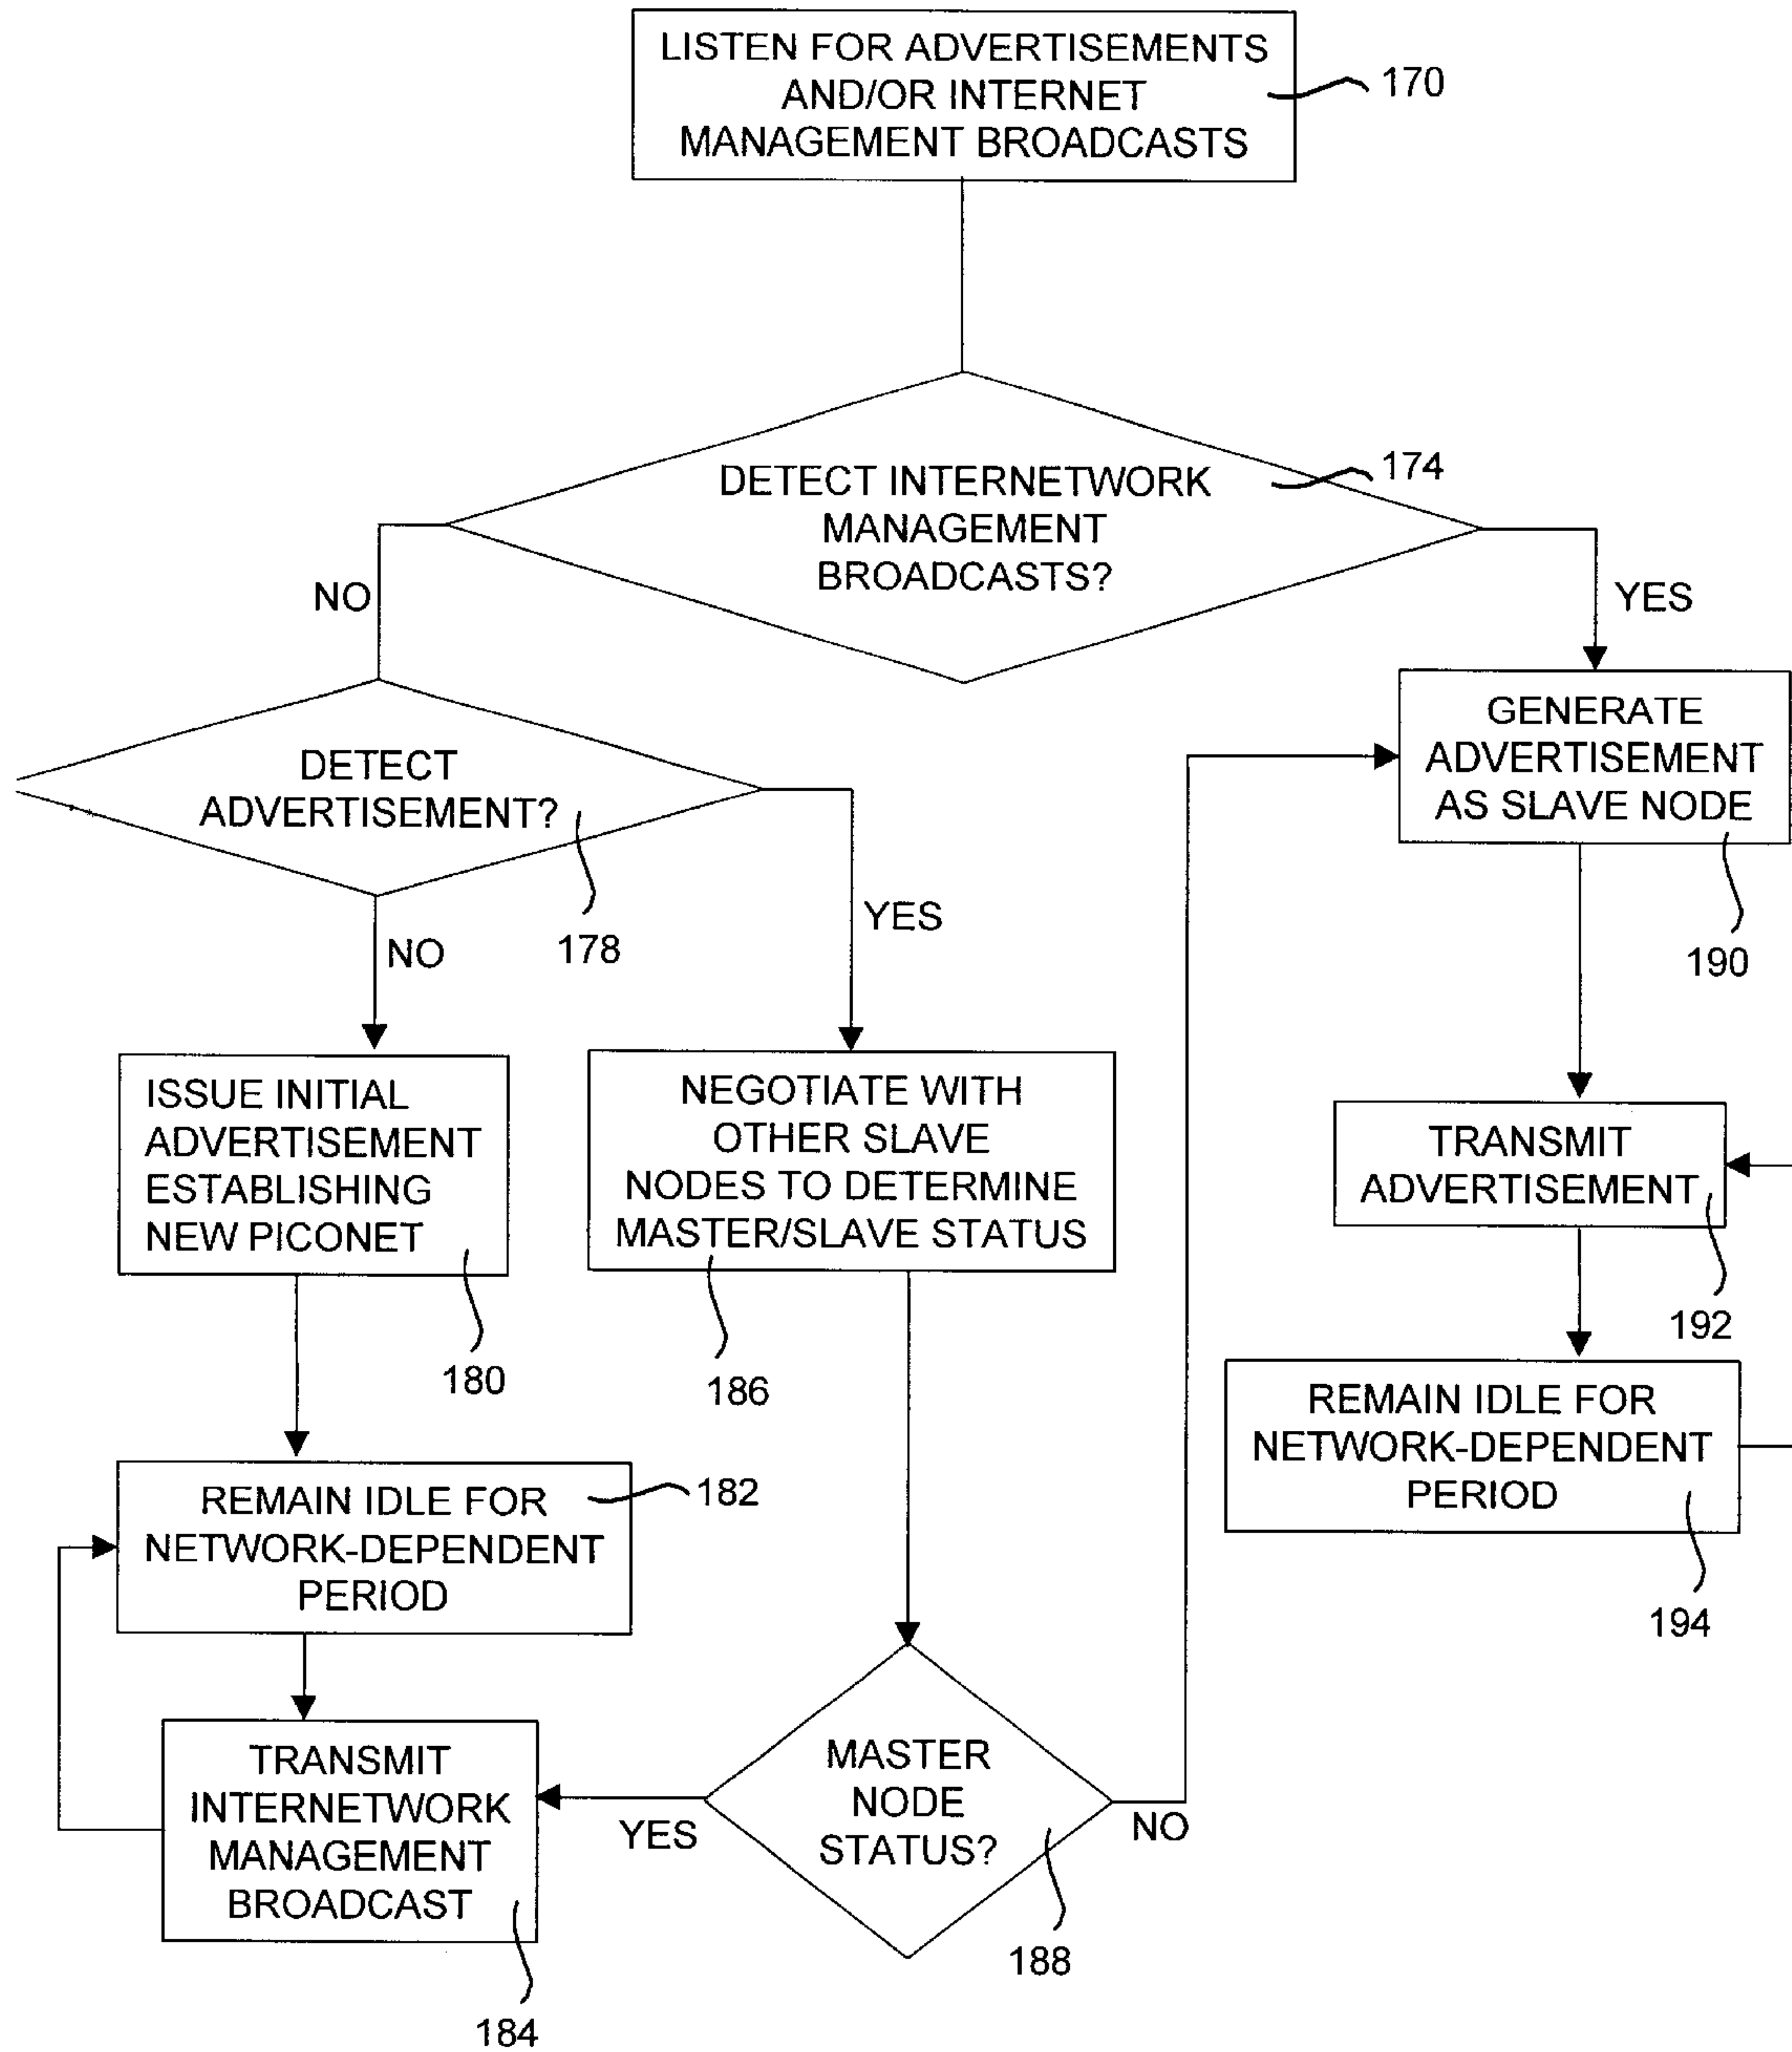 LISTEN FOR ADVERTISEMENTS
AND/OR INTERNET
MANAGEMENT BROADCASTS
170
DETECT INTERNETWORK
MANAGEMENT
BROADCASTS?
174
NO
YES
DETECT
ADVERTISEMENT?
178
NO
YES
GENERATE
ADVERTISEMENT
AS SLAVE NODE
190
ISSUE INITIAL
ADVERTISEMENT
ESTABLISHING
NEW PICONET
180
NEGOTIATE WITH
OTHER SLAVE
NODES TO DETERMINE
MASTER/SLAVE STATUS
186
TRANSMIT
ADVERTISEMENT
192
REMAIN IDLE FOR
NETWORK-DEPENDENT
PERIOD
194
REMAIN IDLE FOR
NETWORK-DEPENDENT
PERIOD
182
TRANSMIT
INTERNETWORK
MANAGEMENT
BROADCAST
184
YES
MASTER
NODE
STATUS?
188
NO